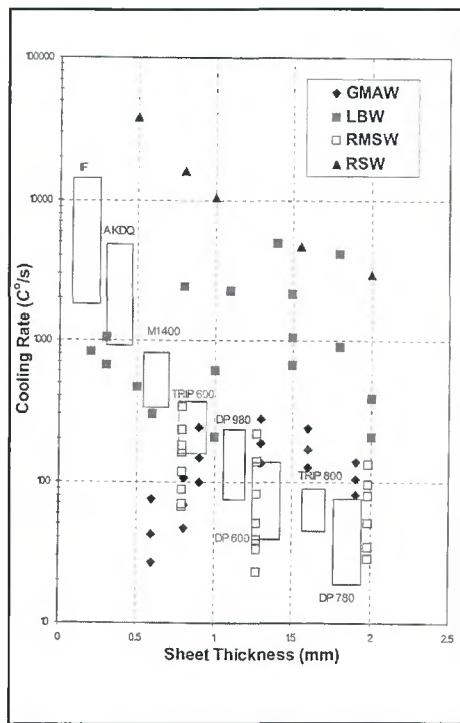 100000
10000
1000
100
10
Cooling Rate (C°/s)
GMAW
LBW
RMSW
RSW
IF
AKDQ
M1400
TRIP 600
DP 980
DP 600
TRIP 800
DP 780
0
0.5
1
1.5
2
2.5
Sheet Thickness (mm)